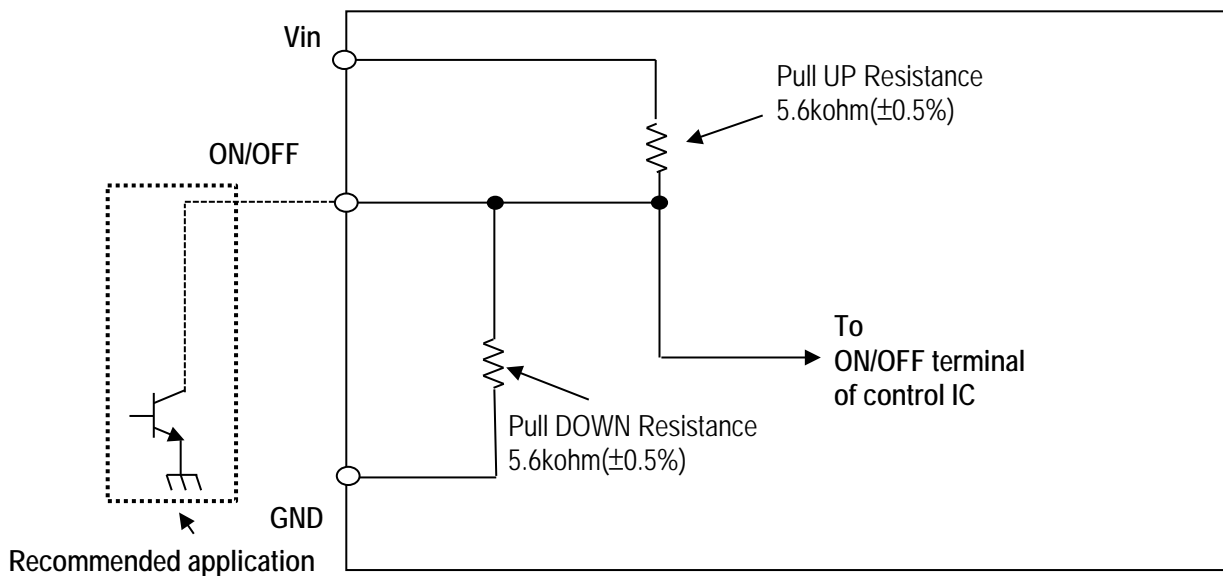 Vin
Pull UP Resistance
5.6kohm(±0.5%)
ON/OFF
To
ON/OFF terminal
of control IC
Pull DOWN Resistance
5.6kohm(±0.5%)
GND
Recommended application